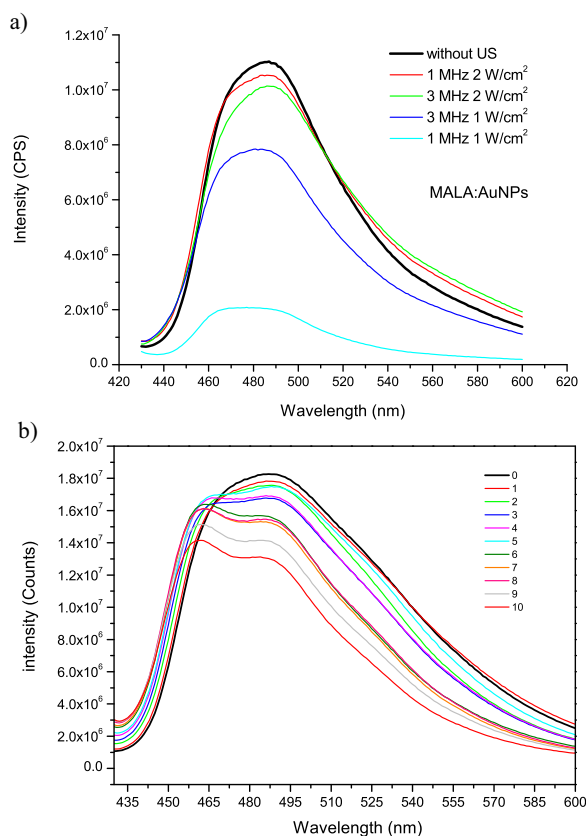 a)
1.2x10⁷
1.0x10⁷
8.0x10⁶
6.0x10⁶
4.0x10⁶
2.0x10⁶
0.0
Intensity (CPS)
without US
1 MHz 2 W/cm²
3 MHz 2 W/cm²
3 MHz 1 W/cm²
1 MHz 1 W/cm²
MALA:AuNPs
420 440 460 480 500 520 540 560 580 600 620
Wavelength (nm)
b)
2.0x10⁷
1.8x10⁷
1.6x10⁷
1.4x10⁷
1.2x10⁷
1.0x10⁷
8.0x10⁶
6.0x10⁶
4.0x10⁶
2.0x10⁶
0.0
intensity (Counts)
0
1
2
3
4
5
6
7
8
9
10
435 450 465 480 495 510 525 540 555 570 585 600
Wavelength (nm)